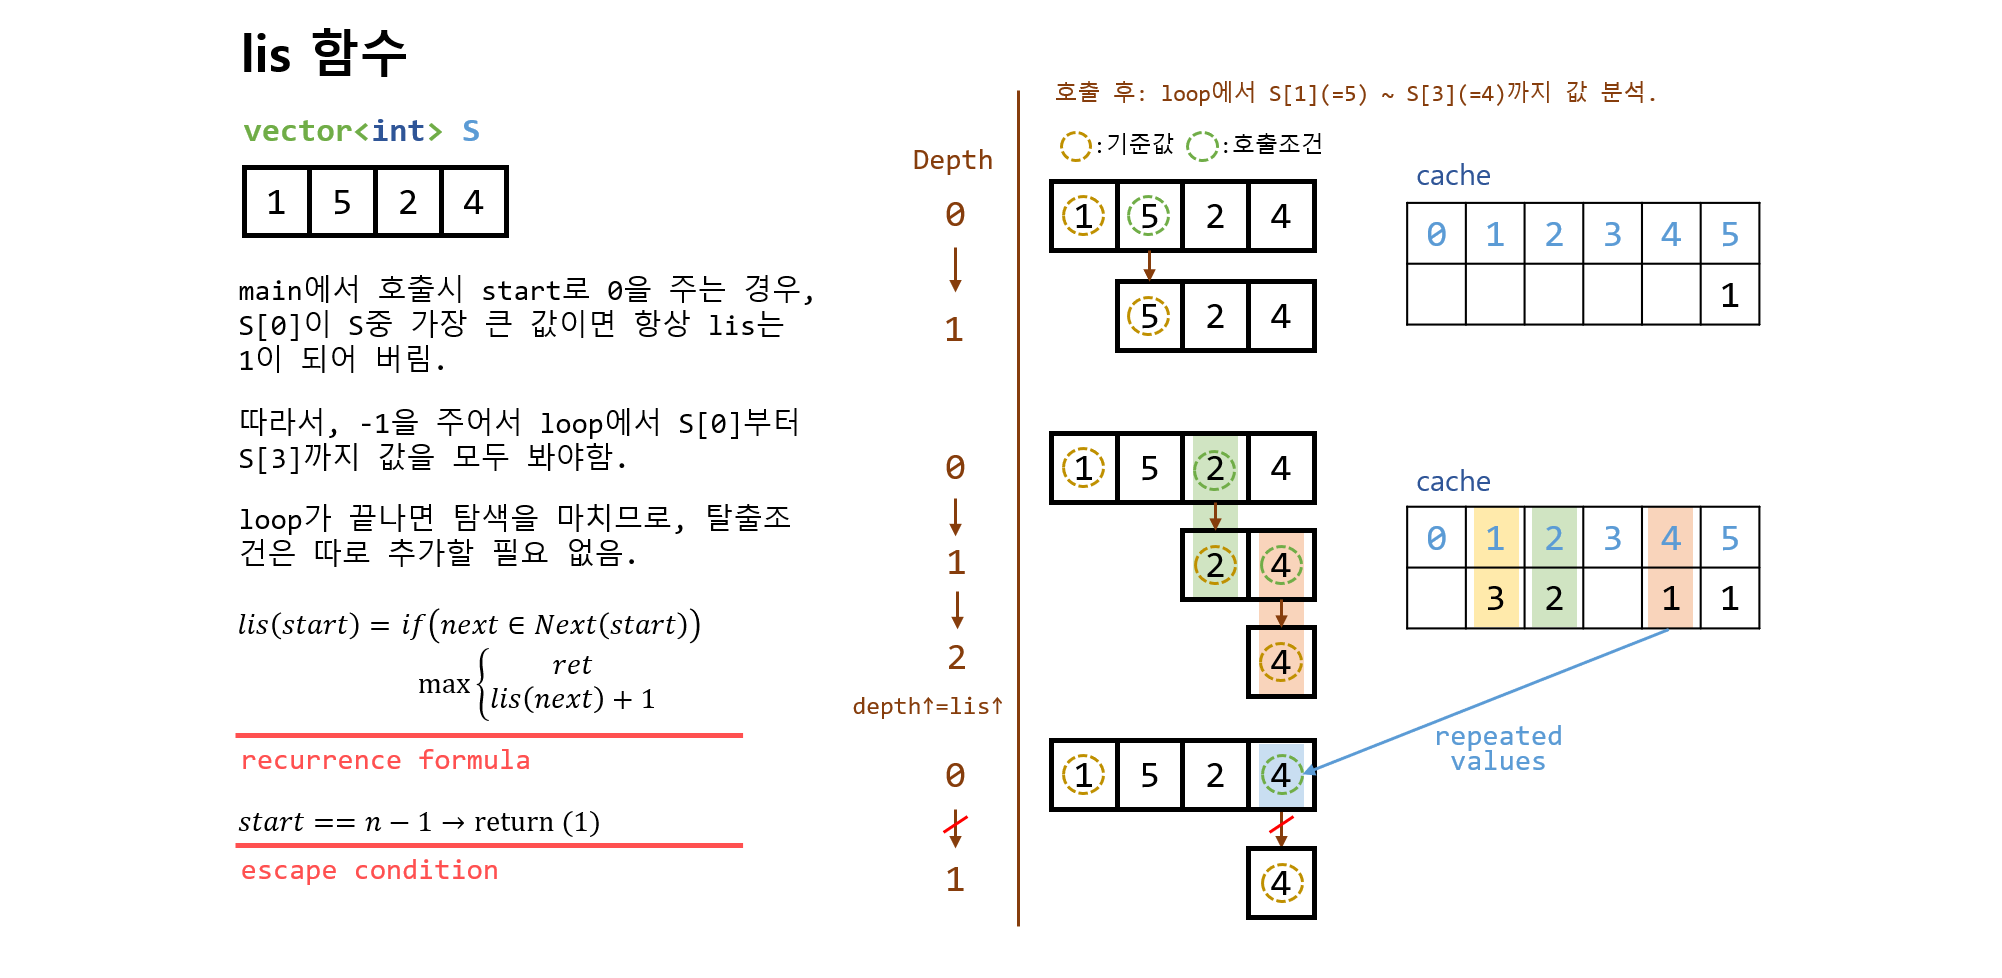 lis 함수
vector<int> S
1 5 2 4
main에서 호출시 start로 0을 주는 경우,
S[0]이 S중 가장 큰 값이면 항상 lis는
1이 되어 버림.
따라서, -1을 주어서 loop에서 S[0]부터
S[3]까지 값을 모두 봐야함.
loop가 끝나면 탐색을 마치므로, 탈출조
건은 따로 추가할 필요 없음.
lis(start) = if(next ∈ Next(start))
max{ ret
lis(next) + 1
recurrence formula
start == n − 1 → return (1)
escape condition
Depth
0
1
0
1
2
depth↑=lis↑
0
1
호출 후: loop에서 S[1](=5) ~ S[3](=4)까지 값 분석.
:기준값 :호출조건
1 5 2 4
5 2 4
cache
0 1 2 3 4 5
1
1 5 2 4
2 4
4
cache
0 1 2 3 4 5
3 2 1 1
repeated
values
1 5 2 4
4